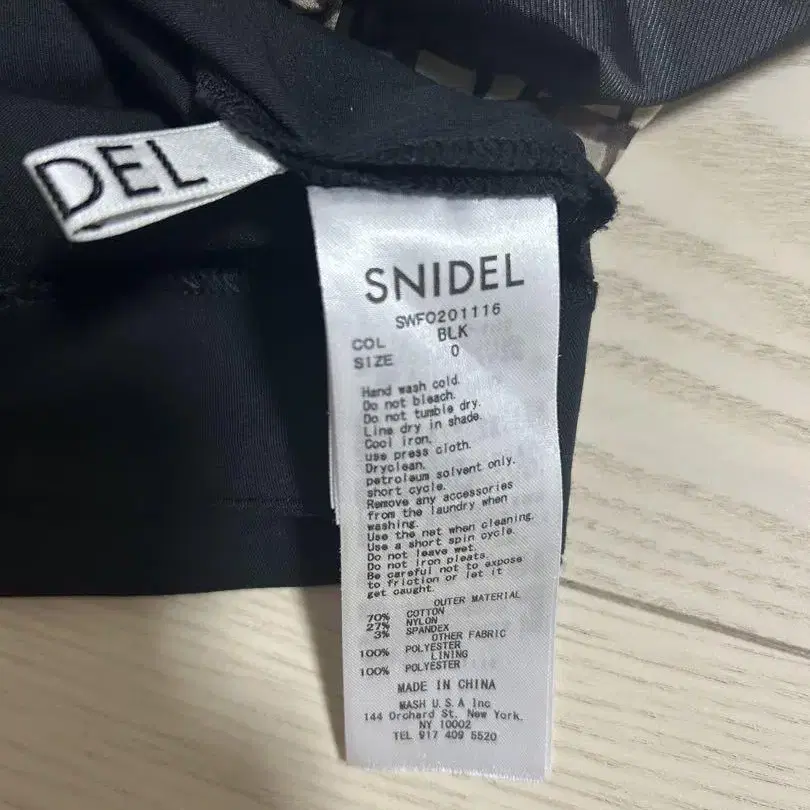 DEL
SNIDEL
SWFO201116
COL BLK
SIZE 0
Hand wash cold.
Do not bleach.
Do not tumble dry.
Line dry in shade.
Cool iron.
use press cloth.
Dryclean.
petroleum solvent only.
short cycle.
Remove any accessories
from the laundry when
washing.
Use the net when cleaning.
Use a short spin cycle.
Do not leave wet.
Do not iron pleats.
Be careful not to expose
to friction or let it
get caught.
OUTER MATERIAL
70% COTTON
27% NYLON
3% SPANDEX
OTHER FABRIC
100% POLYESTER
LINING
100% POLYESTER
MADE IN CHINA
MASH U.S.A Inc
144 Orchard St. New York.
NY 10002
TEL 917 409 5520